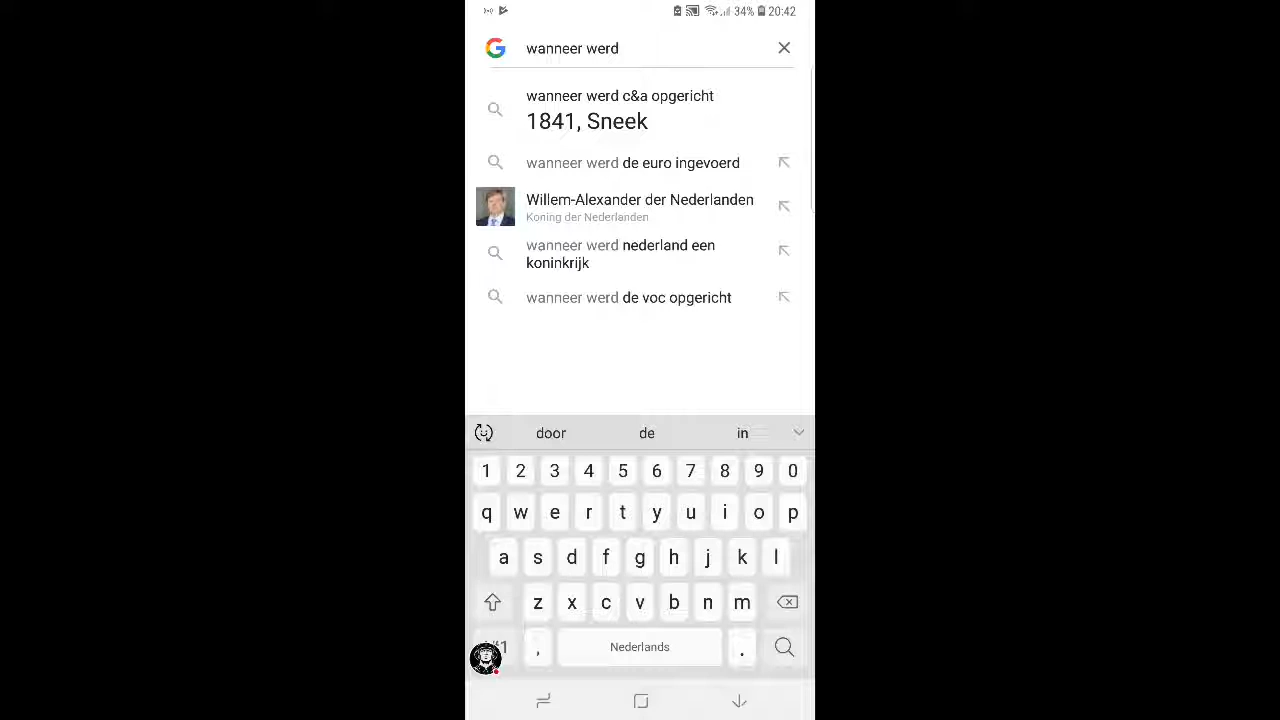 34% 20:42
wanneer werd
wanneer werd c&a opgericht
1841, Sneek
wanneer werd de euro ingevoerd
Willem-Alexander der Nederlanden
Koning der Nederlanden
wanneer werd nederland een
koninkrijk
wanneer werd de voc opgericht
door de in
1 2 3 4 5 6 7 8 9 0
q w e r t y u i o p
a s d f g h j k l
z x c v b n m
, Nederlands .